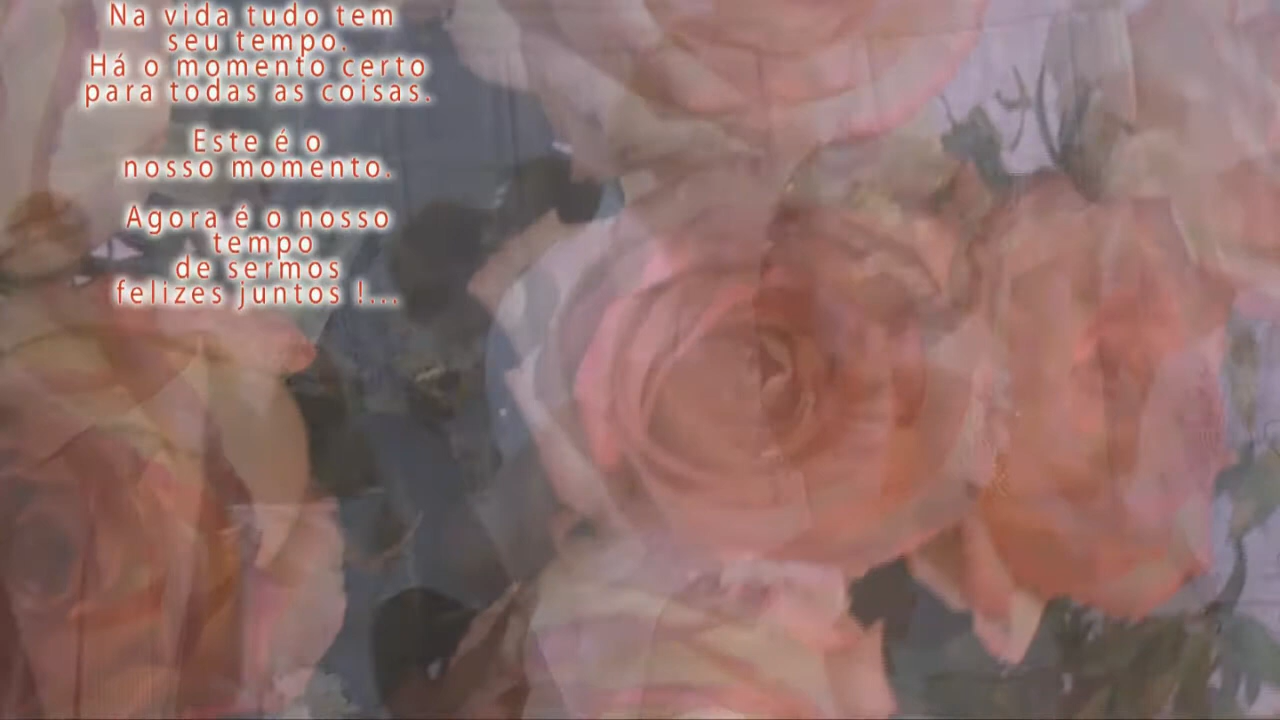 Na vida tudo tem
seu tempo.
Há o momento certo
para todas as coisas.
Este é o
nosso momento.
Agora é o nosso
tempo
de sermos
felizes juntos !...